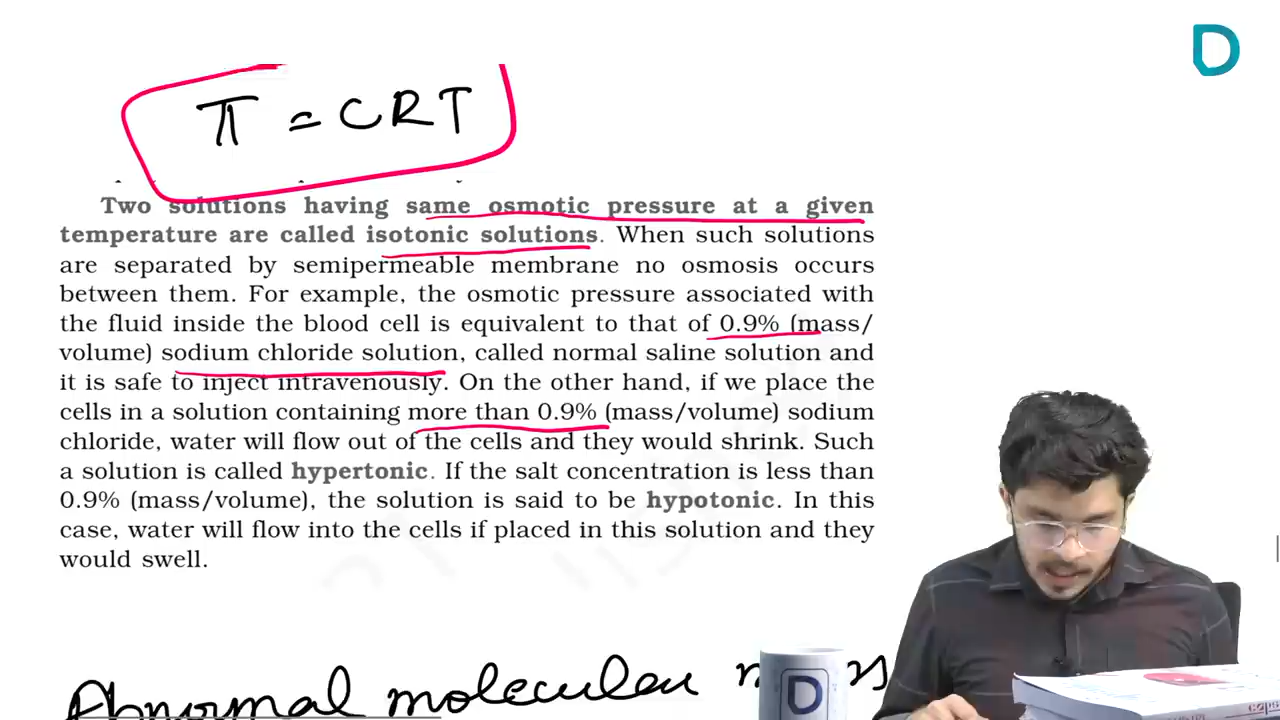 D
π = CRT
Two solutions having same osmotic pressure at a given
temperature are called isotonic solutions. When such solutions
are separated by semipermeable membrane no osmosis occurs
between them. For example, the osmotic pressure associated with
the fluid inside the blood cell is equivalent to that of 0.9% (mass/
volume) sodium chloride solution, called normal saline solution and
it is safe to inject intravenously. On the other hand, if we place the
cells in a solution containing more than 0.9% (mass/volume) sodium
chloride, water will flow out of the cells and they would shrink. Such
a solution is called hypertonic. If the salt concentration is less than
0.9% (mass/volume), the solution is said to be hypotonic. In this
case, water will flow into the cells if placed in this solution and they
would swell.
Abnormal molecular
D